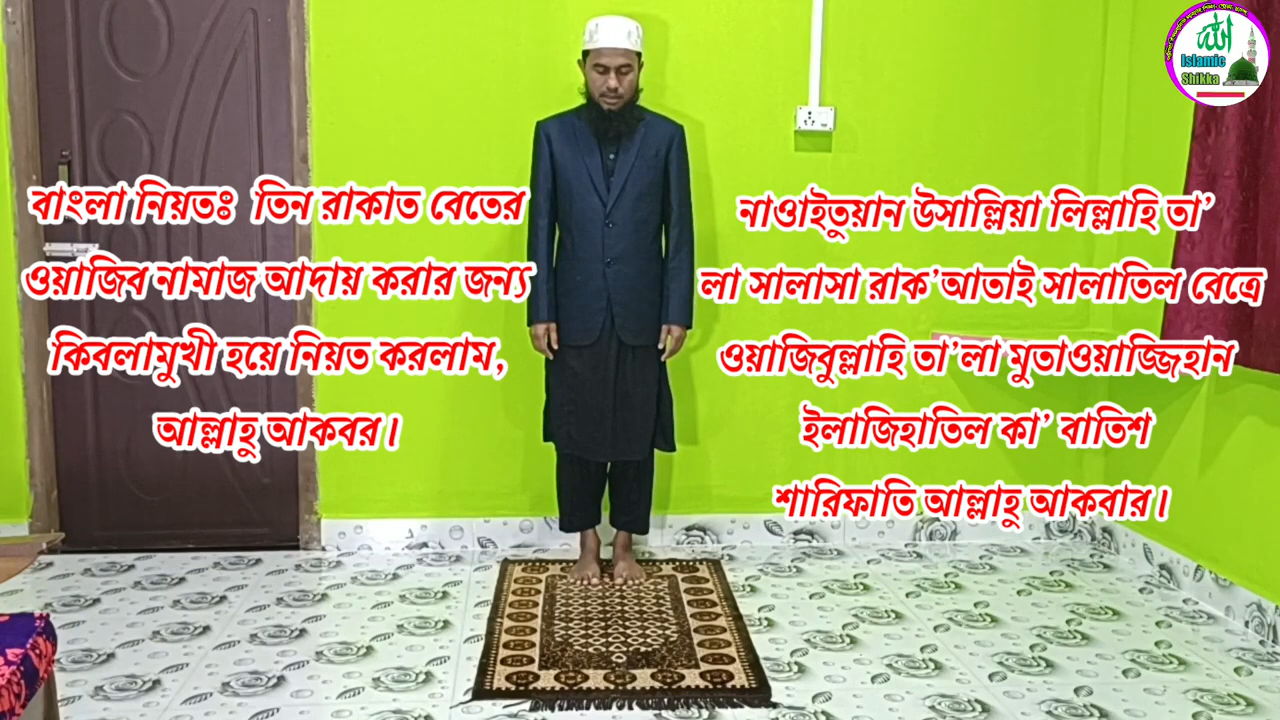 বাংলা নিয়তঃ তিন রাকাত বেতের
ওয়াজিব নামাজ আদায় করার জন্য
কিবলামুখী হয়ে নিয়ত করলাম,
আল্লাহু আকবর।
নাওাইতুয়ান উসাল্লিয়া লিল্লাহি তা’
লা সালাসা রাক’আতাই সালাতিল বেত্রে
ওয়াজিবুল্লাহি তা’লা মুতাওয়াজ্জিহান
ইলাজিহাতিল কা’ বাতিশ
শারিফাতি আল্লাহু আকবার।
الله
Islamic
Shikka